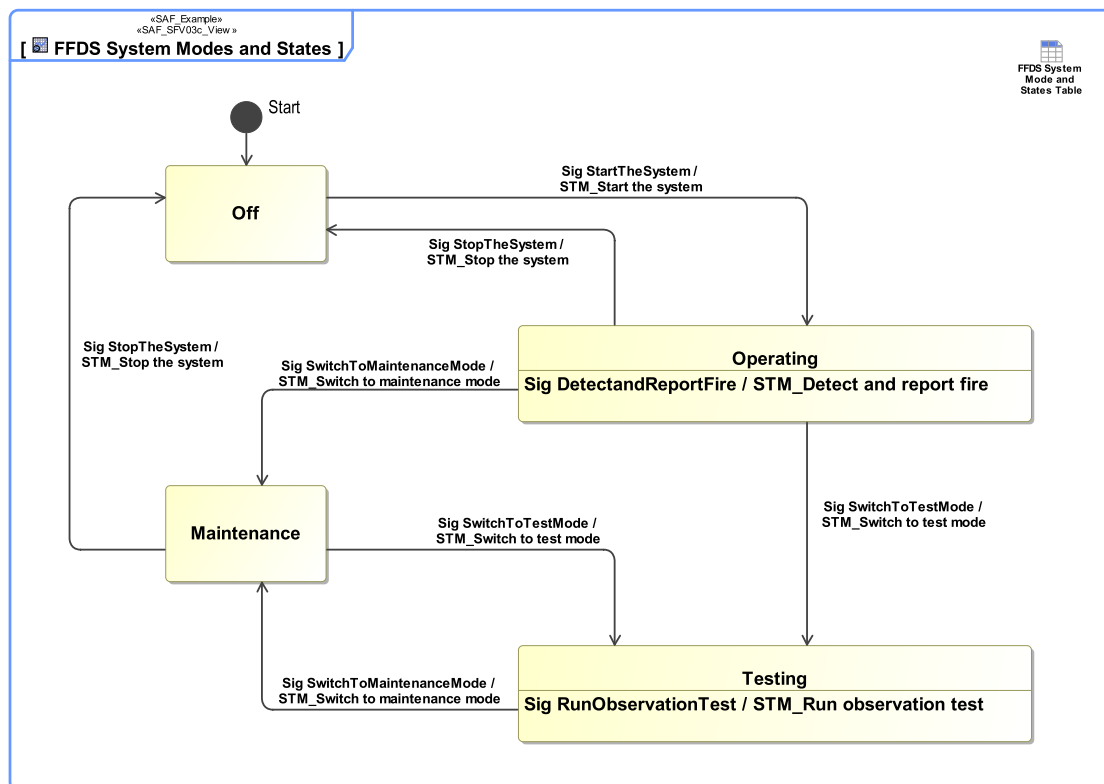 «SAF_Example»
«SAF_SFV03c_View »
[ FFDS System Modes and States ]
FFDS System
Mode and
States Table
Start
Off
Sig StartTheSystem /
STM_Start the system
Sig StopTheSystem /
STM_Stop the system
Sig StopTheSystem /
STM_Stop the system
Sig SwitchToMaintenanceMode /
STM_Switch to maintenance mode
Operating
Sig DetectandReportFire / STM_Detect and report fire
Maintenance
Sig SwitchToTestMode /
STM_Switch to test mode
Sig SwitchToTestMode /
STM_Switch to test mode
Sig SwitchToMaintenanceMode /
STM_Switch to maintenance mode
Testing
Sig RunObservationTest / STM_Run observation test